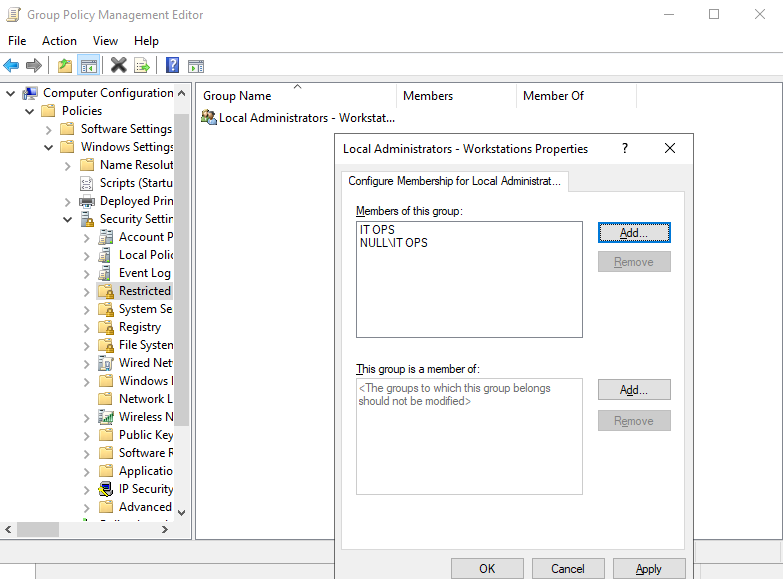 Group Policy Management Editor
File Action View Help
Computer Configuration
Policies
Software Settings
Windows Settings
Name Resolut
Scripts (Startu
Deployed Prin
Security Settin
Account P
Local Polic
Event Log
Restricted
System Se
Registry
File System
Wired Net
Windows
Network L
Wireless N
Public Key
Software R
Applicatio
IP Security
Advanced
Group Name Members Member Of
Local Administrators - Workstat...
Local Administrators - Workstations Properties ?
Configure Membership for Local Administrat...
Members of this group:
IT OPS
NULL\IT OPS
Add...
Remove
This group is a member of:
<The groups to which this group belongs
should not be modified>
Add...
Remove
OK Cancel Apply